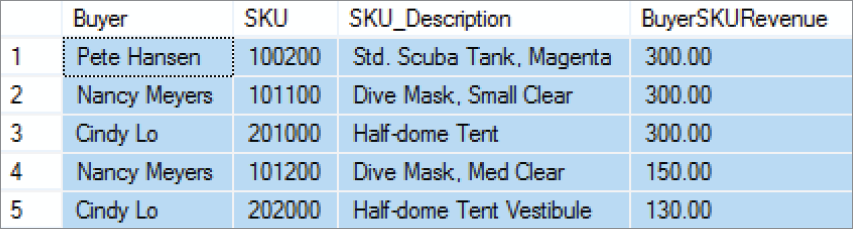 Buyer SKU SKU_Description BuyerSKURevenue
1 Pete Hansen 100200 Std. Scuba Tank, Magenta 300.00
2 Nancy Meyers 101100 Dive Mask, Small Clear 300.00
3 Cindy Lo 201000 Half-dome Tent 300.00
4 Nancy Meyers 101200 Dive Mask, Med Clear 150.00
5 Cindy Lo 202000 Half-dome Tent Vestibule 130.00